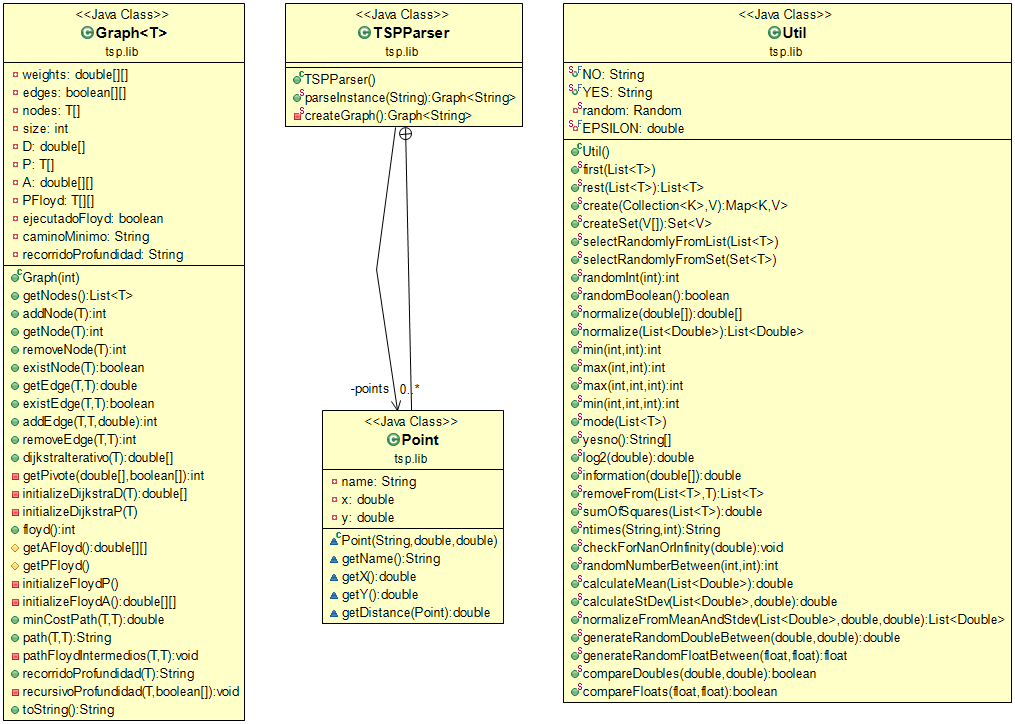 <<Java Class>>
Graph<T>
tsp.lib
weights: double[][]
edges: boolean[][]
nodes: T[]
size: int
D: double[]
P: T[]
A: double[][]
PFloyd: T[][]
ejecutadoFloyd: boolean
caminoMinimo: String
recorridoProfundidad: String
Graph(int)
getNodes():List<T>
addNode(T):int
getNode(T):int
removeNode(T):int
existNode(T):boolean
getEdge(T,T):double
existEdge(T,T):boolean
addEdge(T,T,double):int
removeEdge(T,T):int
dijkstraIterativo(T):double[]
getPivote(double[],boolean[]):int
initializeDijkstraD(T):double[]
initializeDijkstraP(T)
floyd():int
getAFloyd():double[][]
getPFloyd()
initializeFloydP()
initializeFloydA():double[][]
minCostPath(T,T):double
path(T,T):String
pathFloydIntermedios(T,T):void
recorridoProfundidad(T):String
recursivoProfundidad(T,boolean[]):void
toString():String
<<Java Class>>
TSPParser
tsp.lib
TSPParser()
parseInstance(String):Graph<String>
createGraph():Graph<String>
-points 0..*
<<Java Class>>
Point
tsp.lib
name: String
x: double
y: double
Point(String,double,double)
getName():String
getX():double
getY():double
getDistance(Point):double
<<Java Class>>
Util
tsp.lib
NO: String
YES: String
random: Random
EPSILON: double
Util()
first(List<T>)
rest(List<T>):List<T>
create(Collection<K>,V):Map<K,V>
createSet(V[]):Set<V>
selectRandomlyFromList(List<T>)
selectRandomlyFromSet(Set<T>)
randomInt(int):int
randomBoolean():boolean
normalize(double[]):double[]
normalize(List<Double>):List<Double>
min(int,int):int
max(int,int):int
max(int,int,int):int
min(int,int,int):int
mode(List<T>)
yesno():String[]
log2(double):double
information(double[]):double
removeFrom(List<T>,T):List<T>
sumOfSquares(List<T>):double
ntimes(String,int):String
checkForNanOrInfinity(double):void
randomNumberBetween(int,int):int
calculateMean(List<Double>):double
calculateStDev(List<Double>,double):double
normalizeFromMeanAndStdev(List<Double>,double,double):List<Double>
generateRandomDoubleBetween(double,double):double
generateRandomFloatBetween(float,float):float
compareDoubles(double,double):boolean
compareFloats(float,float):boolean